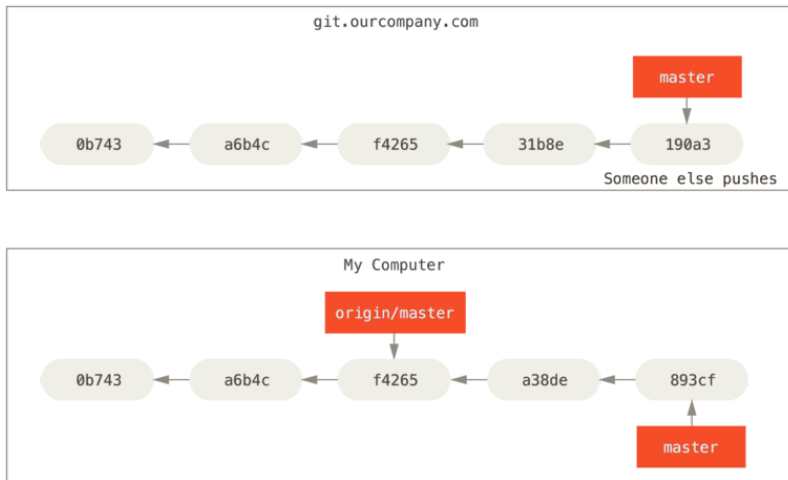 git.ourcompany.com
master
0b743 a6b4c f4265 31b8e 190a3
Someone else pushes
My Computer
origin/master
0b743 a6b4c f4265 a38de 893cf
master